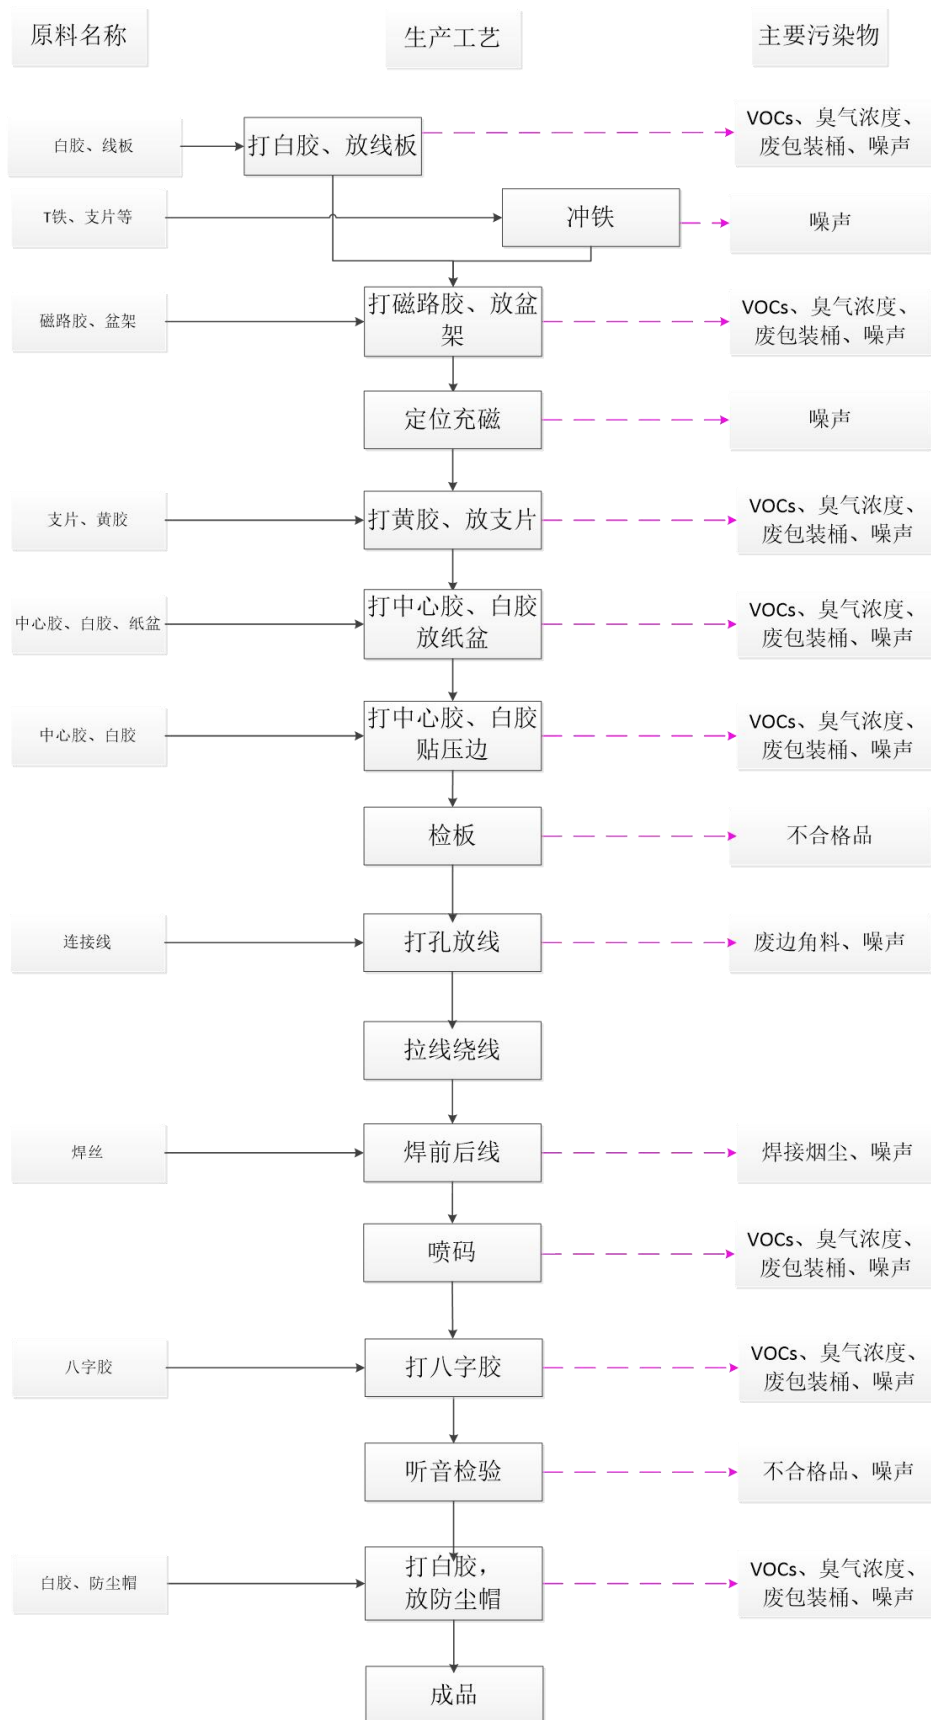 原料名称
生产工艺
主要污染物
白胶、线板
打白胶、放线板
VOCs、臭气浓度、
废包装桶、噪声
T铁、支片等
冲铁
噪声
磁路胶、盆架
打磁路胶、放盆
架
VOCs、臭气浓度、
废包装桶、噪声
定位充磁
噪声
支片、黄胶
打黄胶、放支片
VOCs、臭气浓度、
废包装桶、噪声
中心胶、白胶、纸盆
打中心胶、白胶
放纸盆
VOCs、臭气浓度、
废包装桶、噪声
中心胶、白胶
打中心胶、白胶
贴压边
VOCs、臭气浓度、
废包装桶、噪声
检板
不合格品
连接线
打孔放线
废边角料、噪声
拉线绕线
焊丝
焊前后线
焊接烟尘、噪声
喷码
VOCs、臭气浓度、
废包装桶、噪声
八字胶
打八字胶
VOCs、臭气浓度、
废包装桶、噪声
听音检验
不合格品、噪声
白胶、防尘帽
打白胶，
放防尘帽
VOCs、臭气浓度、
废包装桶、噪声
成品